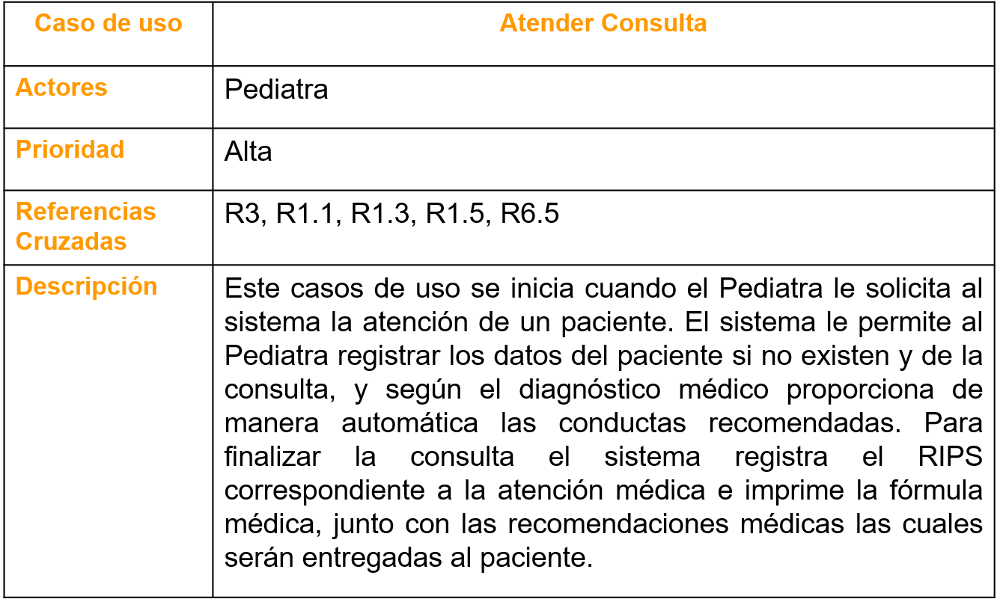 Caso de uso
Atender Consulta
Actores
Pediatra
Prioridad
Alta
Referencias
Cruzadas
R3, R1.1, R1.3, R1.5, R6.5
Descripción
Este casos de uso se inicia cuando el Pediatra le solicita al
sistema la atención de un paciente. El sistema le permite al
Pediatra registrar los datos del paciente si no existen y de la
consulta, y según el diagnóstico médico proporciona de
manera automática las conductas recomendadas. Para
finalizar la consulta el sistema registra el RIPS
correspondiente a la atención médica e imprime la fórmula
médica, junto con las recomendaciones médicas las cuales
serán entregadas al paciente.